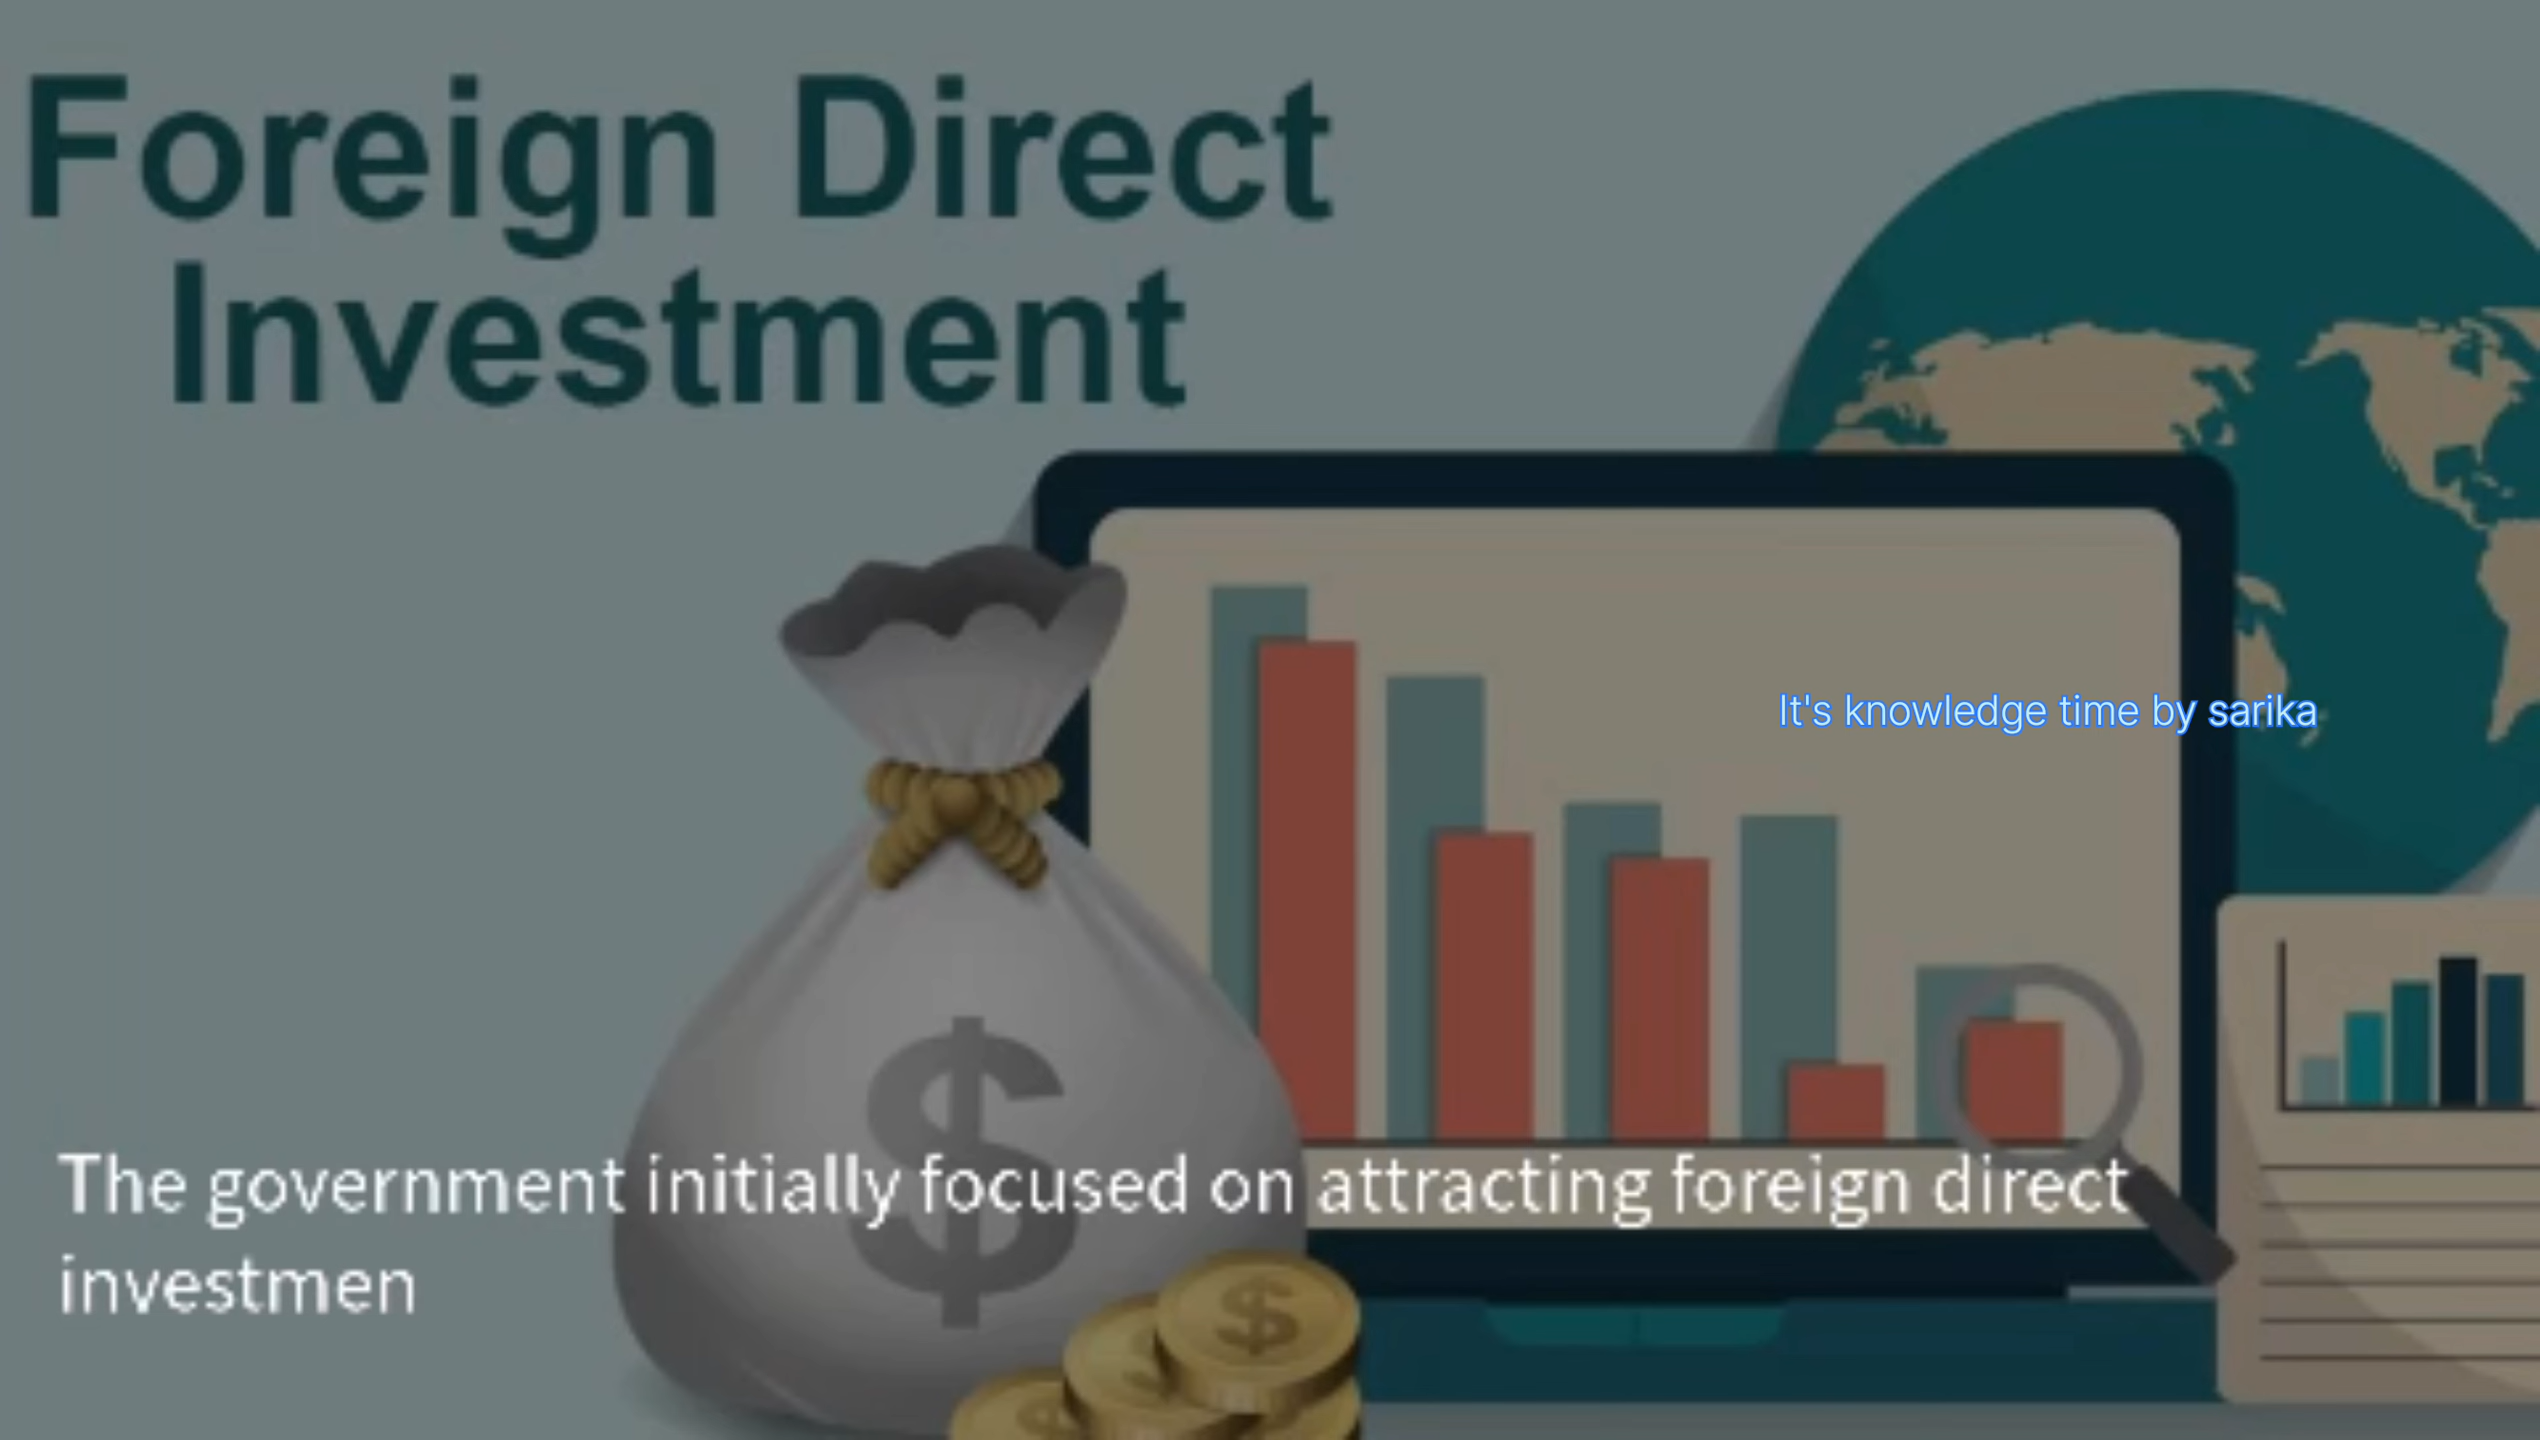 Foreign Direct
Investment
It's knowledge time by sarika
$
The government initially focused on attracting foreign direct
investmen
$